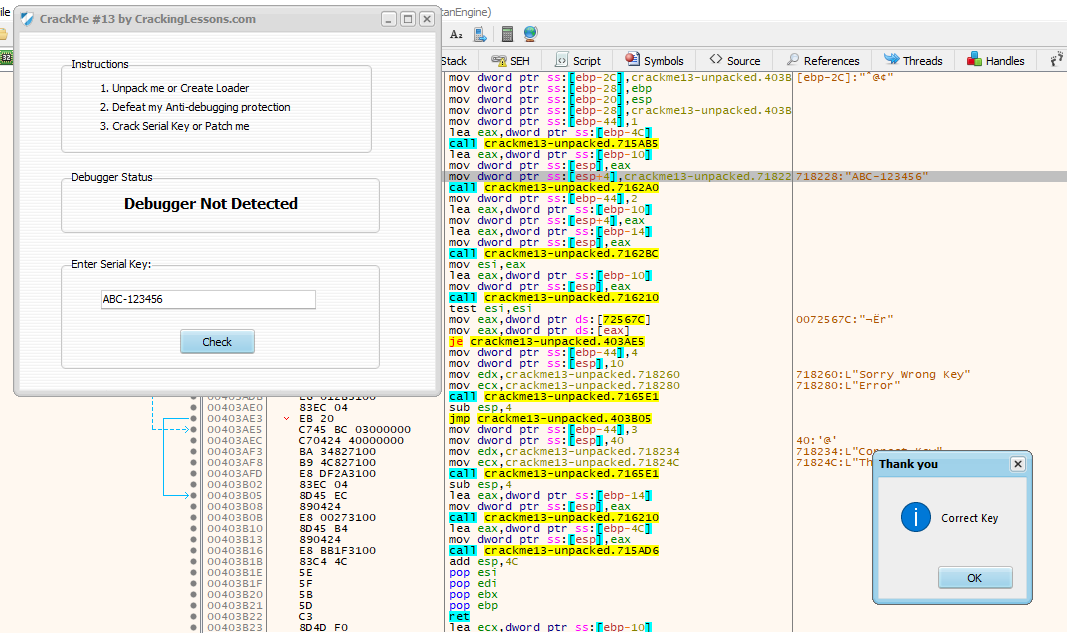 ile
CrackMe #13 by CrackingLessons.com
tanEngine)
Instructions
1. Unpack me or Create Loader
2. Defeat my Anti-debugging protection
3. Crack Serial Key or Patch me
Debugger Status
Debugger Not Detected
Enter Serial Key:
ABC-123456
Check
32
Az
Stack SEH Script Symbols Source References Threads Handles
mov dword ptr ss:[ebp-2C],crackme13-unpacked.403B [ebp-2C]:"ˆ@¢"
mov dword ptr ss:[ebp-28],ebp
mov dword ptr ss:[ebp-20],esp
mov dword ptr ss:[ebp-28],crackme13-unpacked.403B
mov dword ptr ss:[ebp-44],1
lea eax,dword ptr ss:[ebp-4C]
call crackme13-unpacked.715AB5
lea eax,dword ptr ss:[ebp-10]
mov dword ptr ss:[esp],eax
mov dword ptr ss:[esp+4],crackme13-unpacked.71822 718228:"ABC-123456"
call crackme13-unpacked.7162A0
mov dword ptr ss:[ebp-44],2
lea eax,dword ptr ss:[ebp-10]
mov dword ptr ss:[esp+4],eax
lea eax,dword ptr ss:[ebp-14]
mov dword ptr ss:[esp],eax
call crackme13-unpacked.7162BC
mov esi,eax
lea eax,dword ptr ss:[ebp-10]
mov dword ptr ss:[esp],eax
call crackme13-unpacked.716210
test esi,esi
mov eax,dword ptr ds:[72567C] 0072567C:"¬Ër"
mov eax,dword ptr ds:[eax]
je crackme13-unpacked.403AE5
mov dword ptr ss:[ebp-44],4
mov dword ptr ss:[esp],10
mov edx,crackme13-unpacked.718260 718260:L"Sorry Wrong Key"
mov ecx,crackme13-unpacked.718280 718280:L"Error"
call crackme13-unpacked.7165E1
00403AE0 83EC 04 sub esp,4
00403AE3 EB 20 jmp crackme13-unpacked.403B05
00403AE5 C745 BC 03000000 mov dword ptr ss:[ebp-44],3
00403AEC C70424 40000000 mov dword ptr ss:[esp],40 40:'@'
00403AF3 BA 34827100 mov edx,crackme13-unpacked.718234 718234:
00403AF8 B9 4C827100 mov ecx,crackme13-unpacked.71824C 71824C:L"Th
00403AFD E8 DF2A3100 call crackme13-unpacked.7165E1
00403B02 83EC 04 sub esp,4
00403B05 8D45 EC lea eax,dword ptr ss:[ebp-14]
00403B08 890424 mov dword ptr ss:[esp],eax
00403B0B E8 00273100 call crackme13-unpacked.716210
00403B10 8D45 B4 lea eax,dword ptr ss:[ebp-4C]
00403B13 890424 mov dword ptr ss:[esp],eax
00403B16 E8 BB1F3100 call crackme13-unpacked.715AD6
00403B1B 83C4 4C add esp,4C
00403B1E 5E pop esi
00403B1F 5F pop edi
00403B20 5B pop ebx
00403B21 5D pop ebp
00403B22 C3 ret
00403B23 8D4D F0 lea ecx,dword ptr ss:[ebp-10]
Thank you
Correct Key
OK